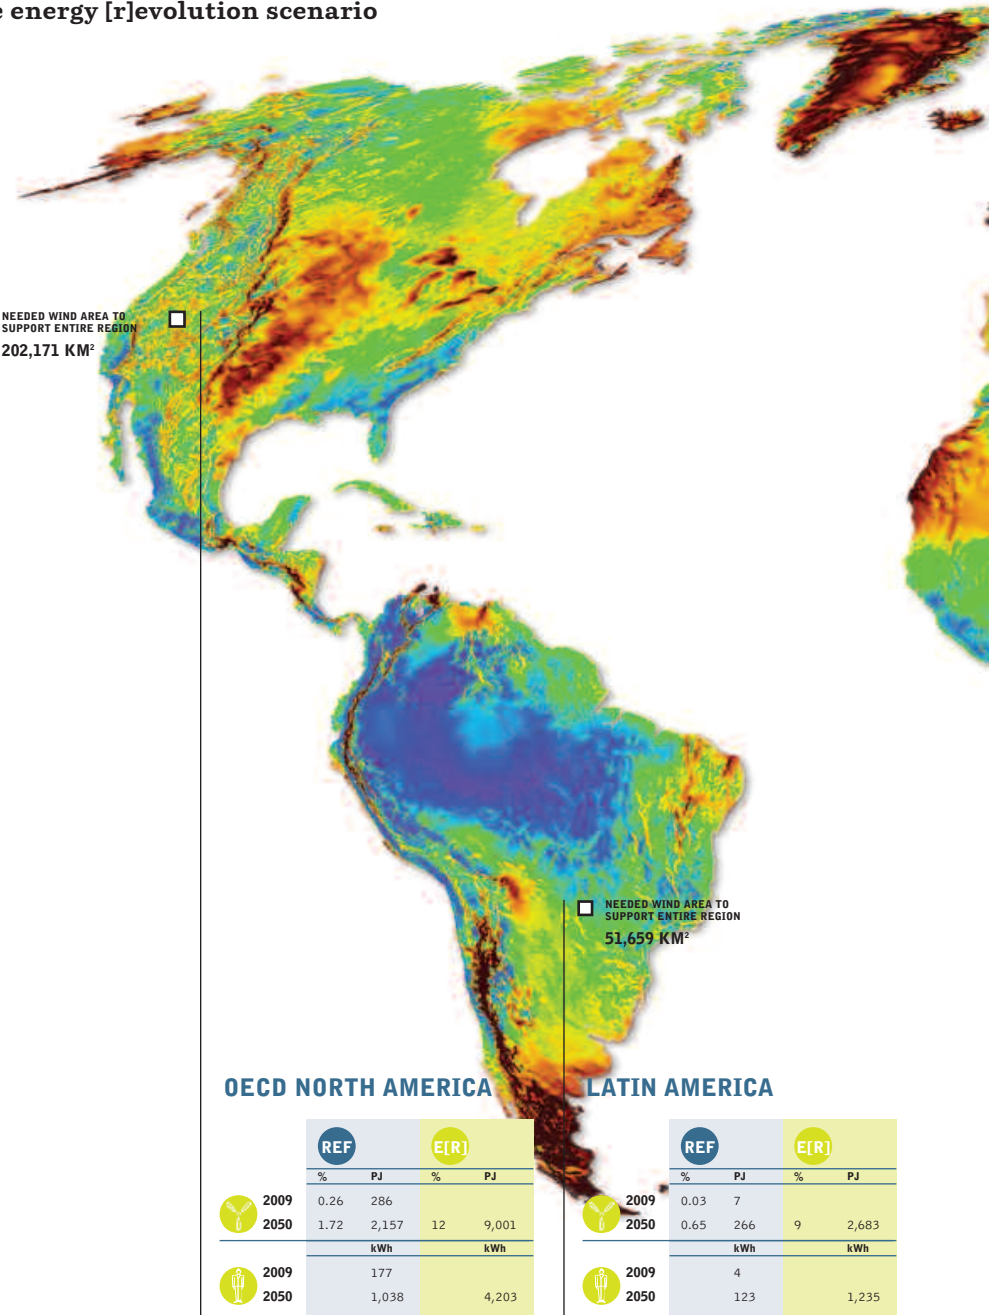 e energy [r]evolution scenario
NEEDED WIND AREA TO
SUPPORT ENTIRE REGION
202,171 KM²
NEEDED WIND AREA TO
SUPPORT ENTIRE REGION
51,659 KM²
OECD NORTH AMERICA
REF E[R]
% PJ % PJ
2009 0.26 286
2050 1.72 2,157 12 9,001
kWh kWh
2009 177
2050 1,038 4,203
LATIN AMERICA
REF E[R]
% PJ % PJ
2009 0.03 7
2050 0.65 266 9 2,683
kWh kWh
2009 4
2050 123 1,235